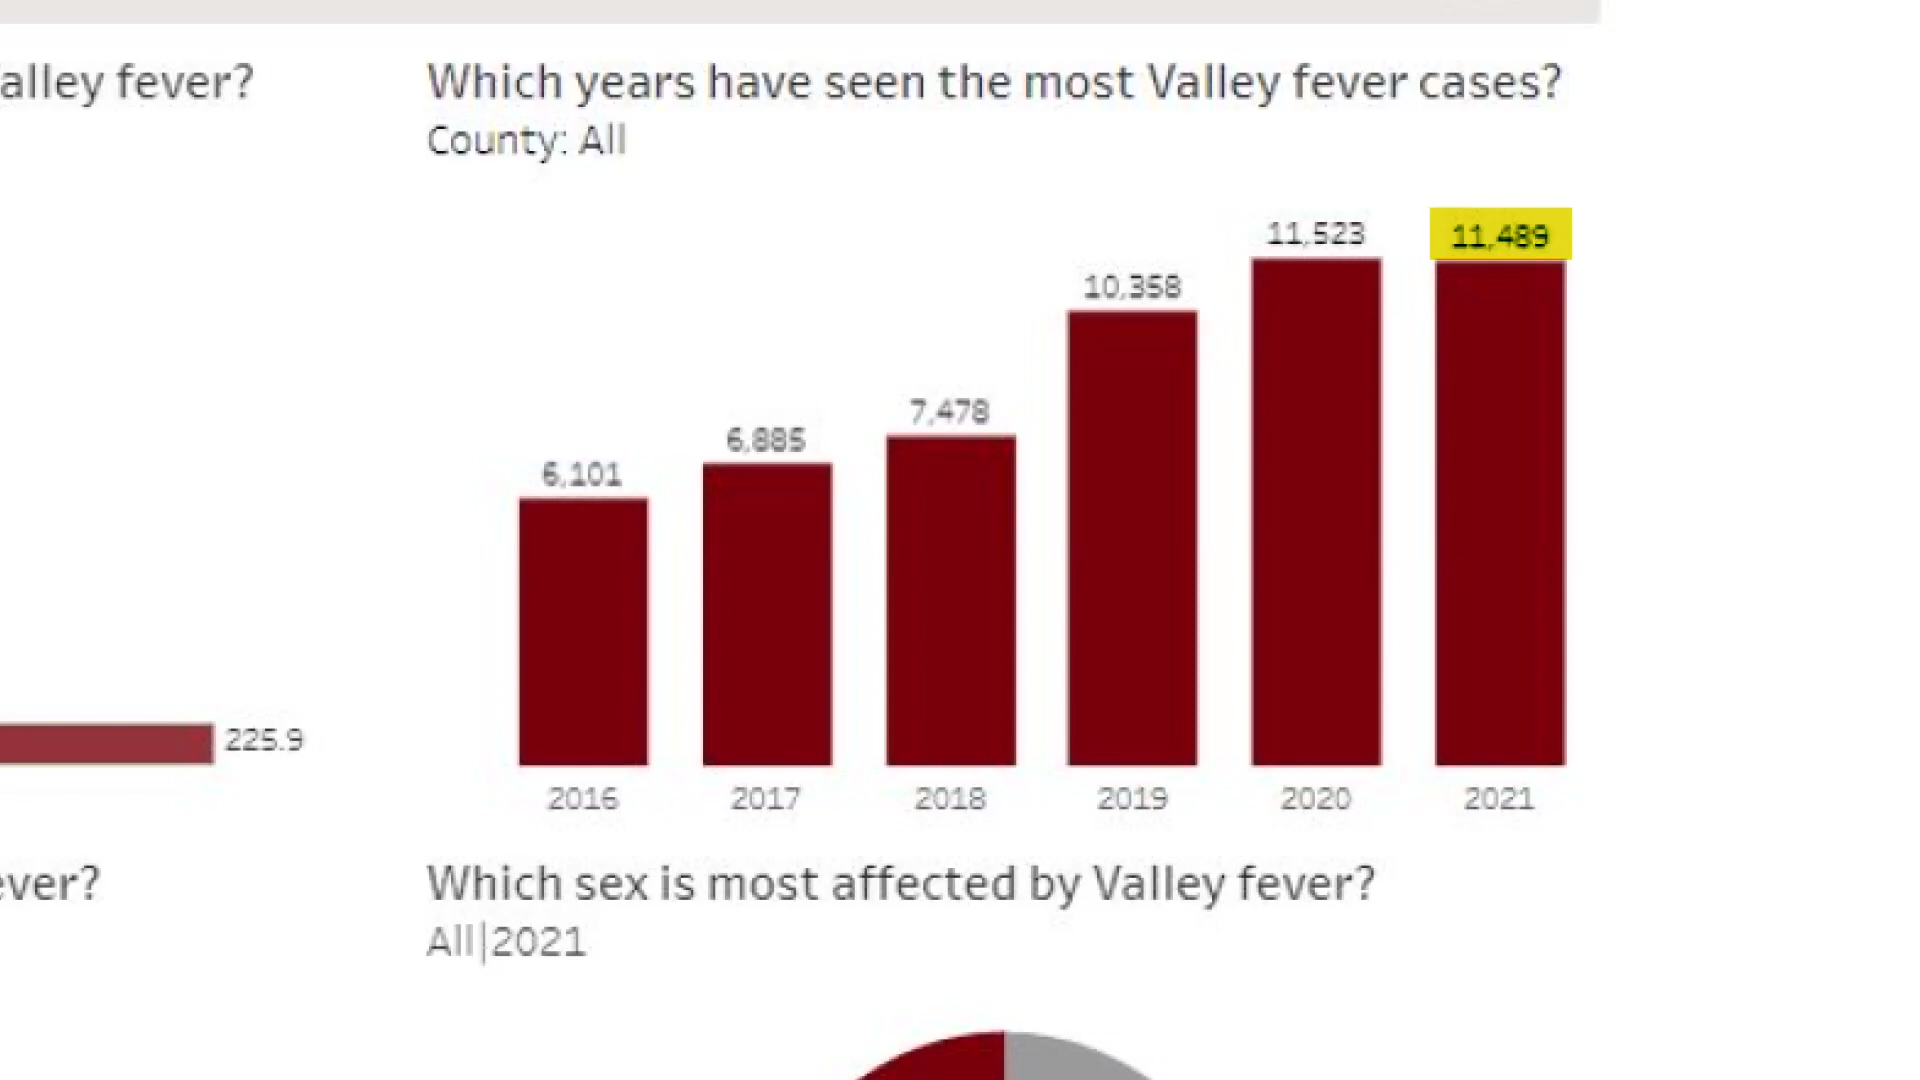 alley fever?
Which years have seen the most Valley fever cases?
County: All
11,523
11,489
10,358
7,478
6,885
6,101
225.9
2016 2017 2018 2019 2020 2021
ever?
Which sex is most affected by Valley fever?
All|2021